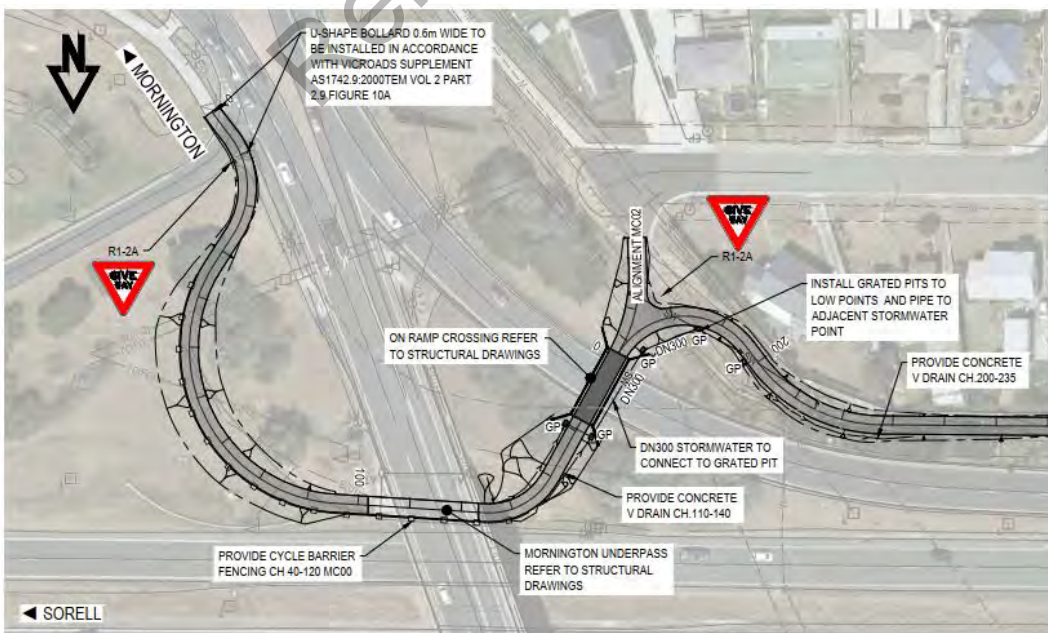 N
◄ MORNINGTON
U-SHAPE BOLLARD 0.6m WIDE TO
BE INSTALLED IN ACCORDANCE
WITH VICROADS SUPPLEMENT
AS1742.9:2000TEM VOL 2 PART
2.9 FIGURE 10A
R1-2A
GIVE
WAY
ALIGNMENT MC02
GIVE
WAY
R1-2A
INSTALL GRATED PITS TO
LOW POINTS AND PIPE TO
ADJACENT STORMWATER
POINT
ON RAMP CROSSING REFER
TO STRUCTURAL DRAWINGS
0
DN300
GP
SW
DN300
GP
GP
200
PROVIDE CONCRETE
V DRAIN CH.200-235
GP
GP
DN300 STORMWATER TO
CONNECT TO GRATED PIT
100
PROVIDE CONCRETE
V DRAIN CH.110-140
PROVIDE CYCLE BARRIER
FENCING CH 40-120 MC00
MORNINGTON UNDERPASS
REFER TO STRUCTURAL
DRAWINGS
◄ SORELL